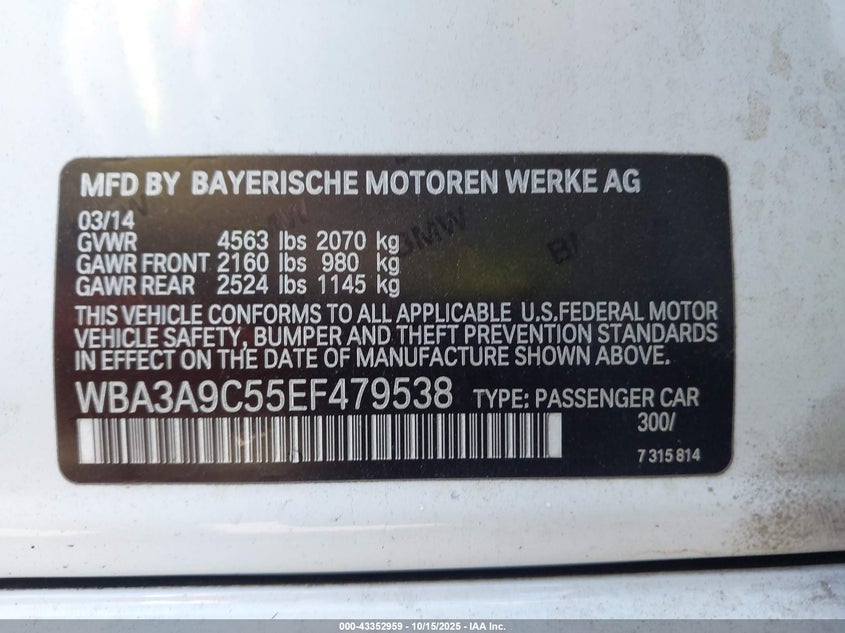 MFD BY BAYERISCHE MOTOREN WERKE AG
03/14
GVWR 4563 lbs 2070 kg
GAWR FRONT 2160 lbs 980 kg
GAWR REAR 2524 lbs 1145 kg
THIS VEHICLE CONFORMS TO ALL APPLICABLE U.S.FEDERAL MOTOR
VEHICLE SAFETY, BUMPER AND THEFT PREVENTION STANDARDS
IN EFFECT ON THE DATE OF MANUFACTURE SHOWN ABOVE.
WBA3A9C55EF479538 TYPE: PASSENGER CAR
300/
7 315 814
000-43352959 - 10/15/2025 - IAA Inc.